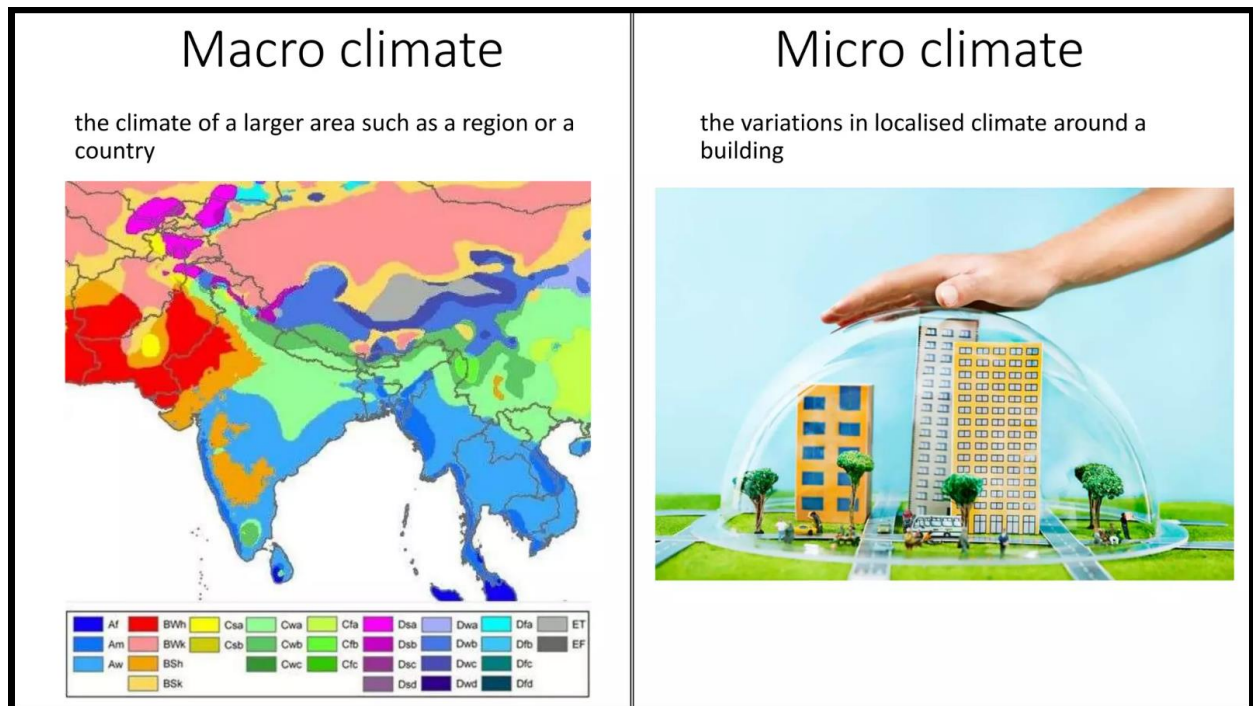 Macro climate
the climate of a larger area such as a region or a
country
Af BWh Csa Cwa Cfa Dsa Dwa Dfa ET
Am BWk Csb Cwb Cfb Dsb Dwb Dfb EF
Aw BSh Cwc Cfc Dsc Dwc Dfc
BSk Dsd Dwd Dfd
Micro climate
the variations in localised climate around a
building